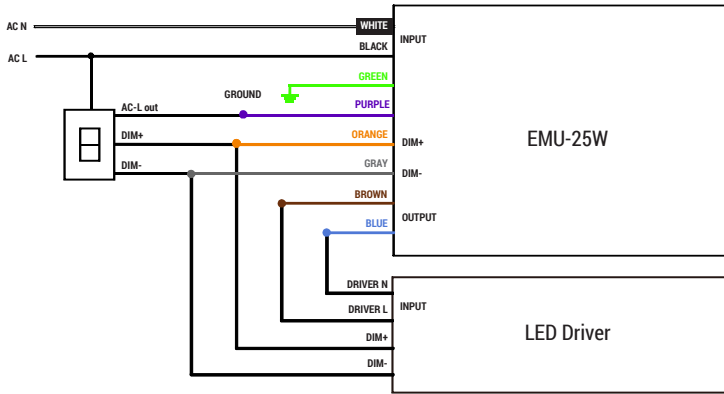 AC N
WHITE
INPUT
BLACK
AC L
GREEN
GROUND
AC-L out
PURPLE
DIM+
ORANGE
DIM+
EMU-25W
DIM-
GRAY
DIM-
BROWN
OUTPUT
BLUE
DRIVER N
INPUT
DRIVER L
LED Driver
DIM+
DIM-